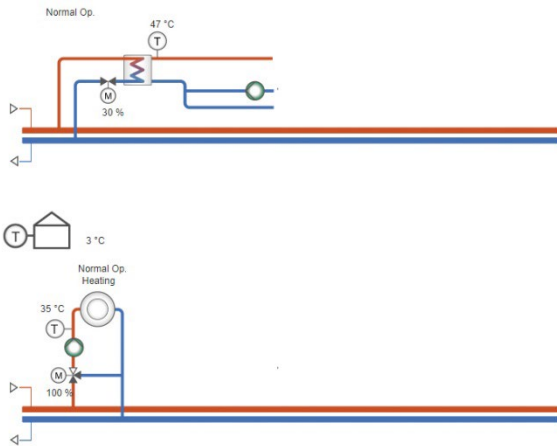 Normal Op.
47 °C
T
M
30 %
T
3 °C
Normal Op.
Heating
35 °C
T
M
100 %